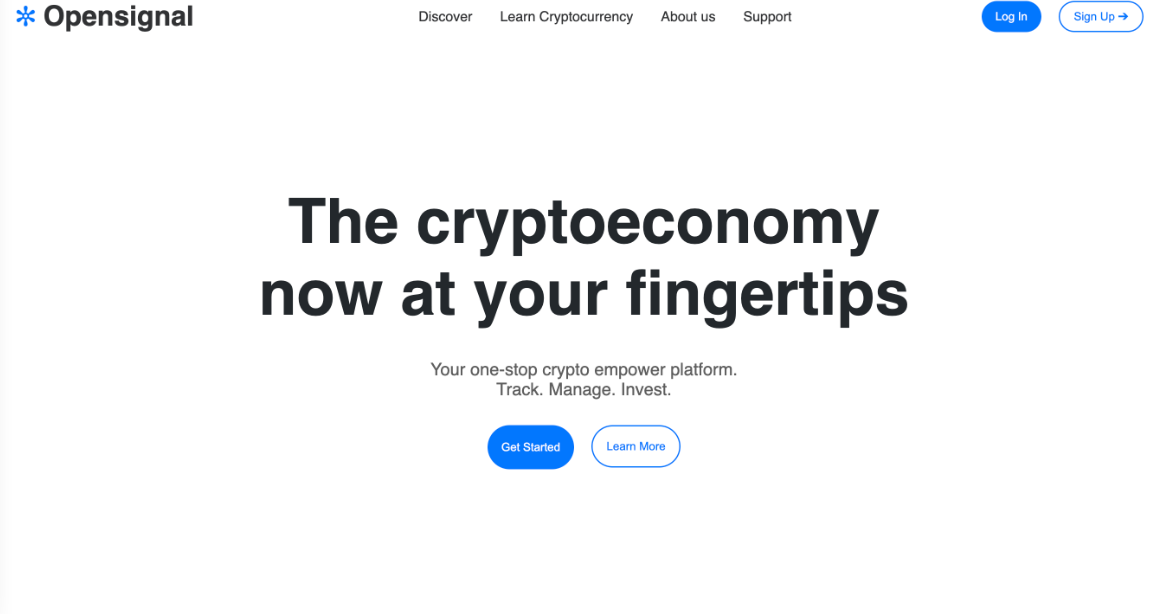 Opensignal
Discover
Learn Cryptocurrency
About us
Support
Log In
Sign Up ➔
The cryptoeconomy
now at your fingertips
Your one-stop crypto empower platform.
Track. Manage. Invest.
Get Started
Learn More